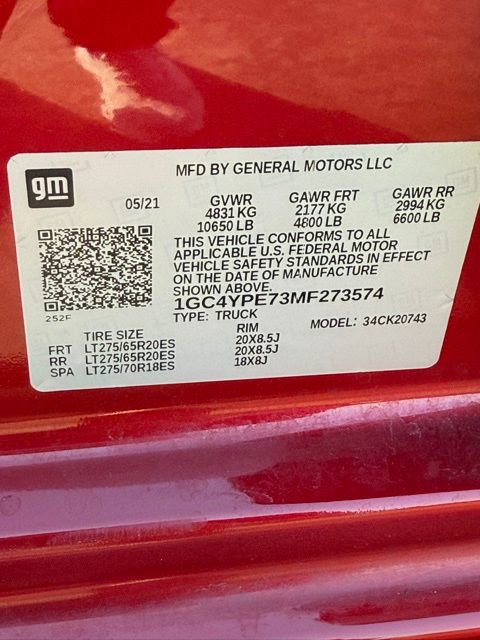 MFD BY GENERAL MOTORS LLC
gm
05/21
GVWR GAWR FRT GAWR RR
4831 KG 2177 KG 2994 KG
10650 LB 4800 LB 6600 LB
THIS VEHICLE CONFORMS TO ALL
APPLICABLE U.S. FEDERAL MOTOR
VEHICLE SAFETY STANDARDS IN EFFECT
ON THE DATE OF MANUFACTURE
SHOWN ABOVE.
252F
1GC4YPE73MF273574
TYPE: TRUCK MODEL: 34CK20743
TIRE SIZE RIM
FRT LT275/65R20ES 20X8.5J
RR LT275/65R20ES 20X8.5J
SPA LT275/70R18ES 18X8J